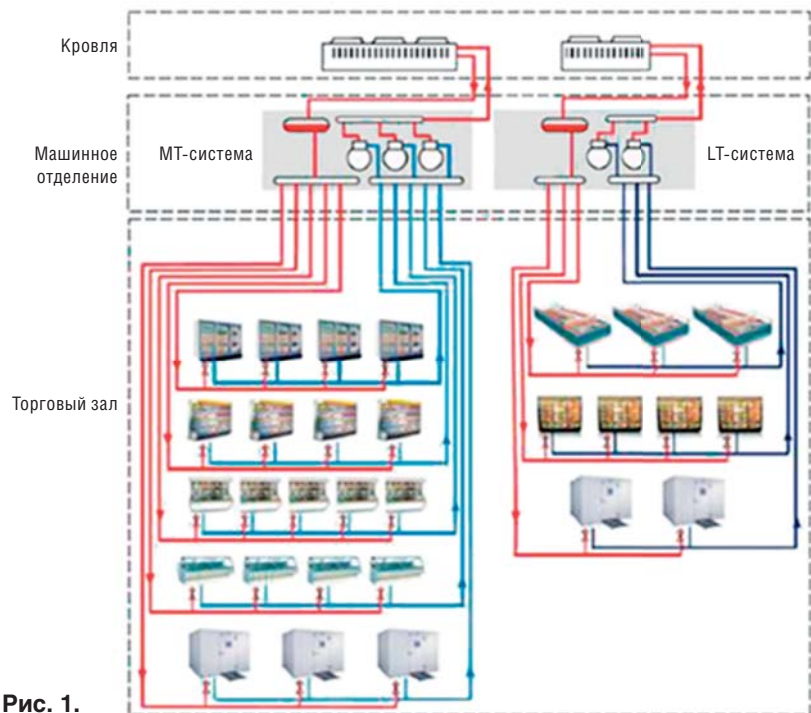 Кровля
Машинное
отделение
МТ-система
LT-система
Торговый зал
Рис. 1.